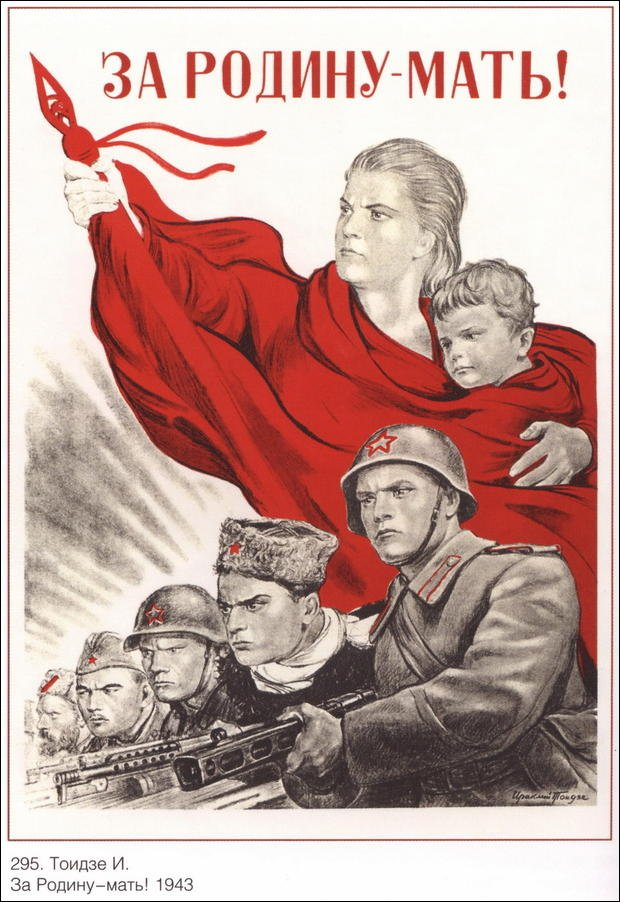 ЗА РОДИНУ-МАТЬ!
Ираклий Тоидзе
295. Тоидзе И.
За Родину–мать! 1943